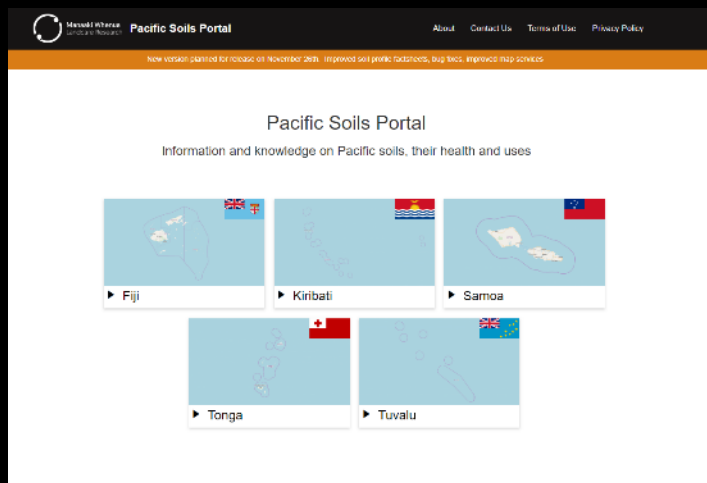 Manaaki Whenua
Landcare Research
Pacific Soils Portal
About Contact Us Terms of Use Privacy Policy
New version planned for release on November 26th. Improved soil profile factsheets, bug fixes, improved map services
Pacific Soils Portal
Information and knowledge on Pacific soils, their health and uses
Fiji
Kiribati
Samoa
Tonga
Tuvalu